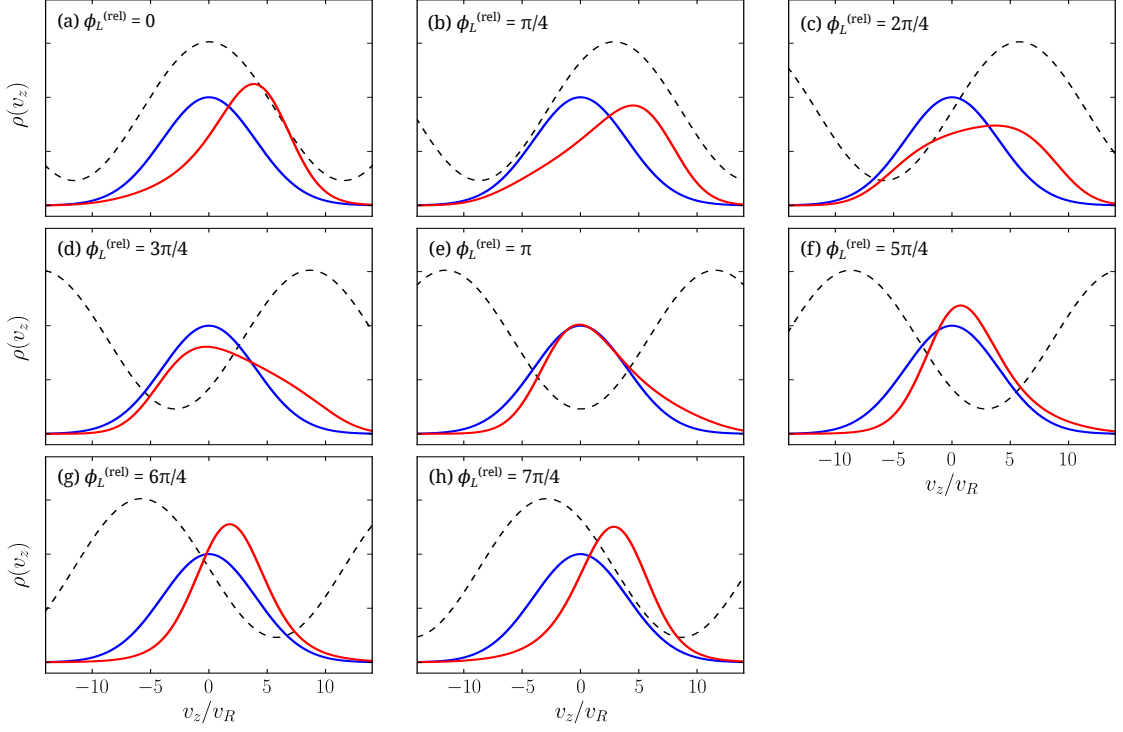 (a) ϕL(rel) = 0
(b) ϕL(rel) = π/4
(c) ϕL(rel) = 2π/4
ρ(vz)
(d) ϕL(rel) = 3π/4
(e) ϕL(rel) = π
(f) ϕL(rel) = 5π/4
ρ(vz)
−10 −5 0 5 10
vz/vR
(g) ϕL(rel) = 6π/4
(h) ϕL(rel) = 7π/4
ρ(vz)
−10 −5 0 5 10
−10 −5 0 5 10
vz/vR
vz/vR